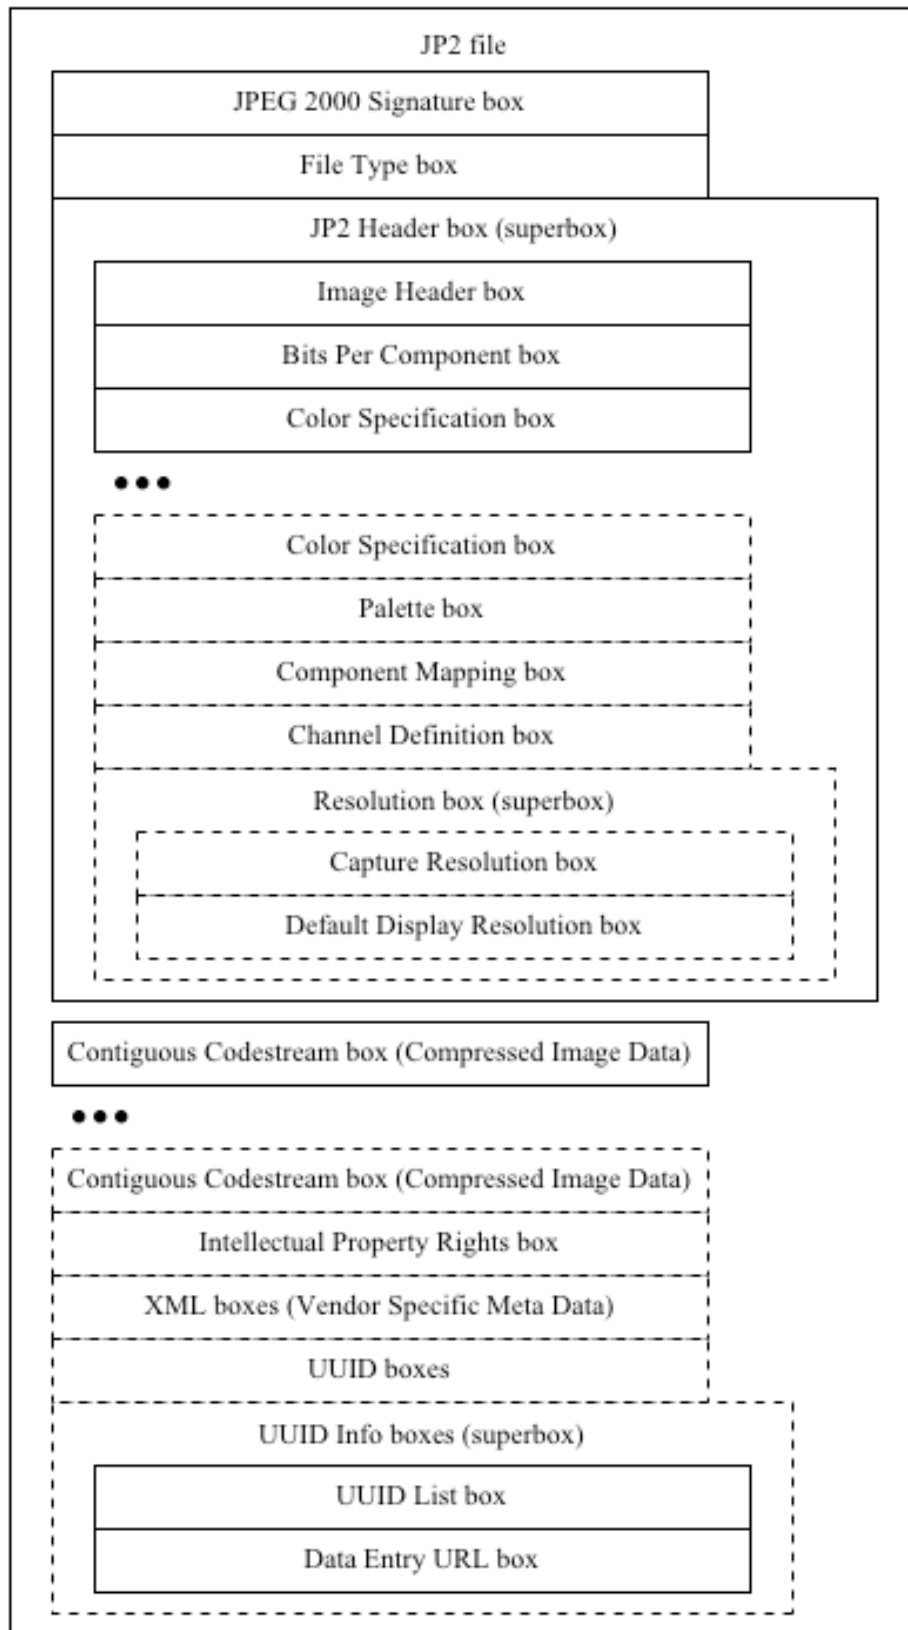 JP2 file
JPEG 2000 Signature box
File Type box
JP2 Header box (superbox)
Image Header box
Bits Per Component box
Color Specification box
•••
Color Specification box
Palette box
Component Mapping box
Channel Definition box
Resolution box (superbox)
Capture Resolution box
Default Display Resolution box
Contiguous Codestream box (Compressed Image Data)
•••
Contiguous Codestream box (Compressed Image Data)
Intellectual Property Rights box
XML boxes (Vendor Specific Meta Data)
UUID boxes
UUID Info boxes (superbox)
UUID List box
Data Entry URL box